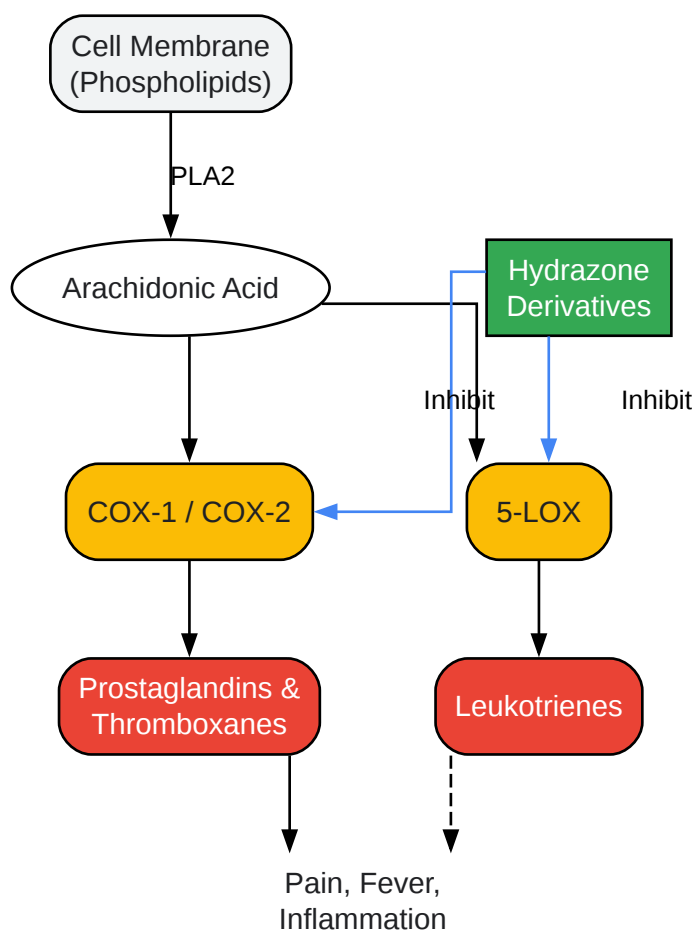 Cell Membrane
(Phospholipids)
PLA2
Arachidonic Acid
Hydrazone
Derivatives
Inhibit
Inhibit
COX-1 / COX-2
5-LOX
Prostaglandins &
Thromboxanes
Leukotrienes
Pain, Fever,
Inflammation